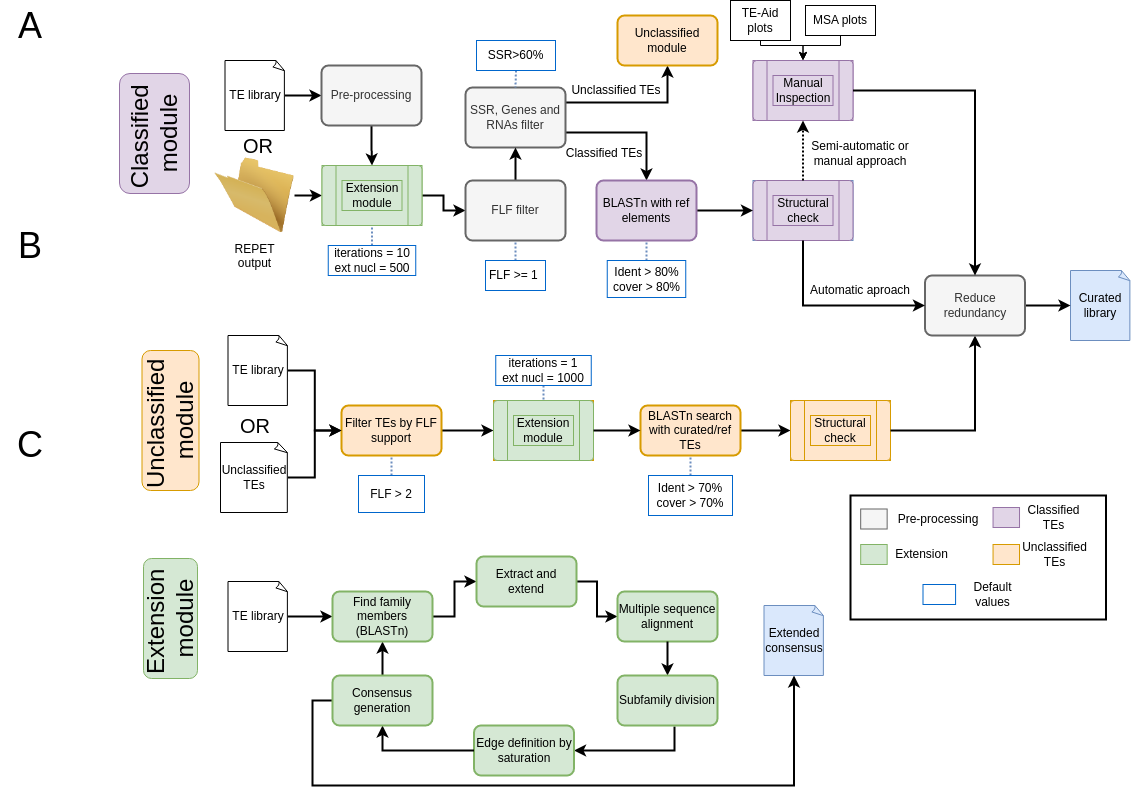 A
Classified
module
TE library
OR
REPET
output
Pre-processing
Extension
module
iterations = 10
ext nucl = 500
SSR>60%
SSR, Genes and
RNAs filter
FLF filter
FLF >= 1
Unclassified
module
Unclassified TEs
Classified TEs
BLASTn with ref
elements
Ident > 80%
cover > 80%
TE-Aid
plots
MSA plots
Manual
Inspection
Semi-automatic or
manual approach
Structural
check
Automatic aproach
Reduce
redundancy
Curated
library
B
Unclassified
module
TE library
OR
Unclassified
TEs
Filter TEs by FLF
support
FLF > 2
iterations = 1
ext nucl = 1000
Extension
module
BLASTn search
with curated/ref
TEs
Ident > 70%
cover > 70%
Structural
check
C
Extension
module
TE library
Find family
members
(BLASTn)
Extract and
extend
Multiple sequence
alignment
Subfamily division
Edge definition by
saturation
Consensus
generation
Extended
consensus
Pre-processing
Classified
TEs
Extension
Unclassified
TEs
Default
values